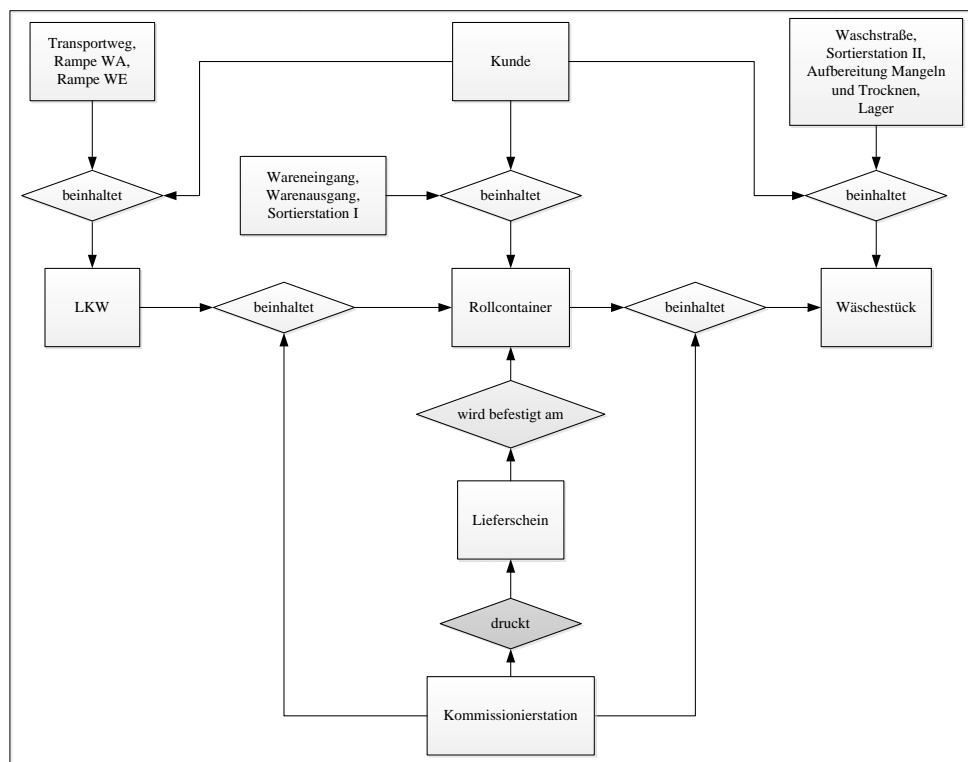 Transportweg,
Rampe WA,
Rampe WE
Kunde
Waschstraße,
Sortierstation II,
Aufbereitung Mangeln
und Trocknen,
Lager
beinhaltet
Wareneingang,
Warenausgang,
Sortierstation I
beinhaltet
beinhaltet
LKW
beinhaltet
Rollcontainer
beinhaltet
Wäschestück
wird befestigt am
Lieferschein
druckt
Kommissionierstation